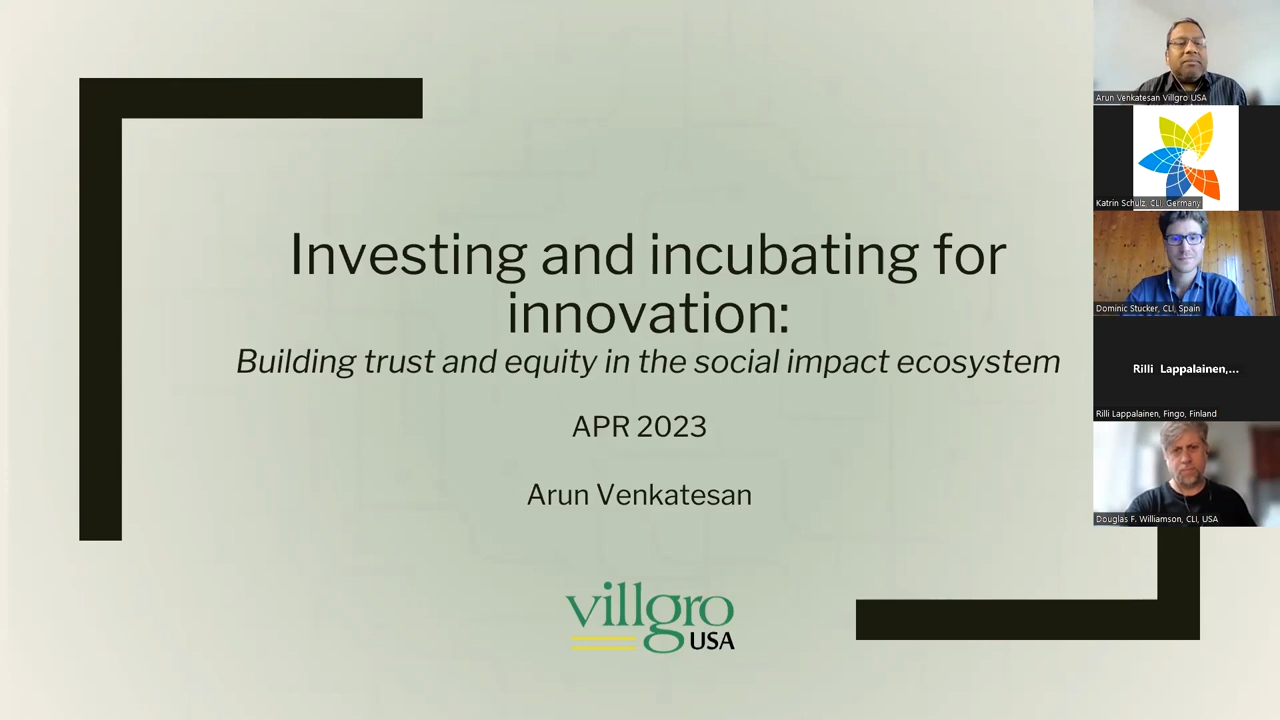 Investing and incubating for
innovation:
Building trust and equity in the social impact ecosystem
APR 2023
Arun Venkatesan
villgro
USA
Arun Venkatesan Villgro USA
Katrin Schulz, CLI, Germany
Dominic Stucker, CLI, Spain
Rilli Lappalainen,...
Rilli Lappalainen, Fingo, Finland
Douglas F. Williamson, CLI, USA